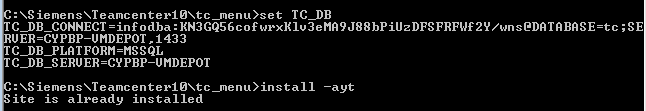 C:\Siemens\Teamcenter10\tc_menu>set TC_DB
TC_DB_CONNECT=infodba:KN3GQ56cofwrxKlv3eMA9J88bPiUzDFSFRFWf2Y/wns@DATABASE=tc;SE
RVER=CYPBP-VMDEPOT,1433
TC_DB_PLATFORM=MSSQL
TC_DB_SERVER=CYPBP-VMDEPOT
C:\Siemens\Teamcenter10\tc_menu>install -ayt
Site is already installed